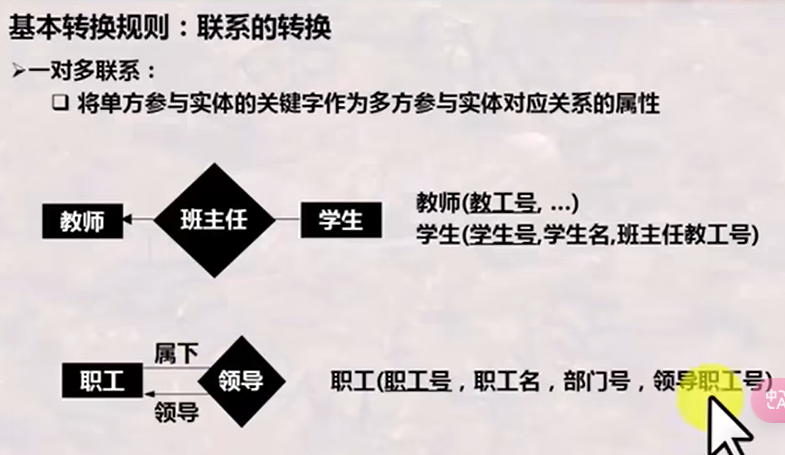 基本转换规则：联系的转换
➢一对多联系：
❑ 将单方参与实体的关键字作为多方参与实体对应关系的属性
教师
班主任
学生
教师(教工号, …)
学生(学生号,学生名,班主任教工号)
属下
职工
领导
领导
职工(职工号，职工名，部门号，领导职工号)
中
A